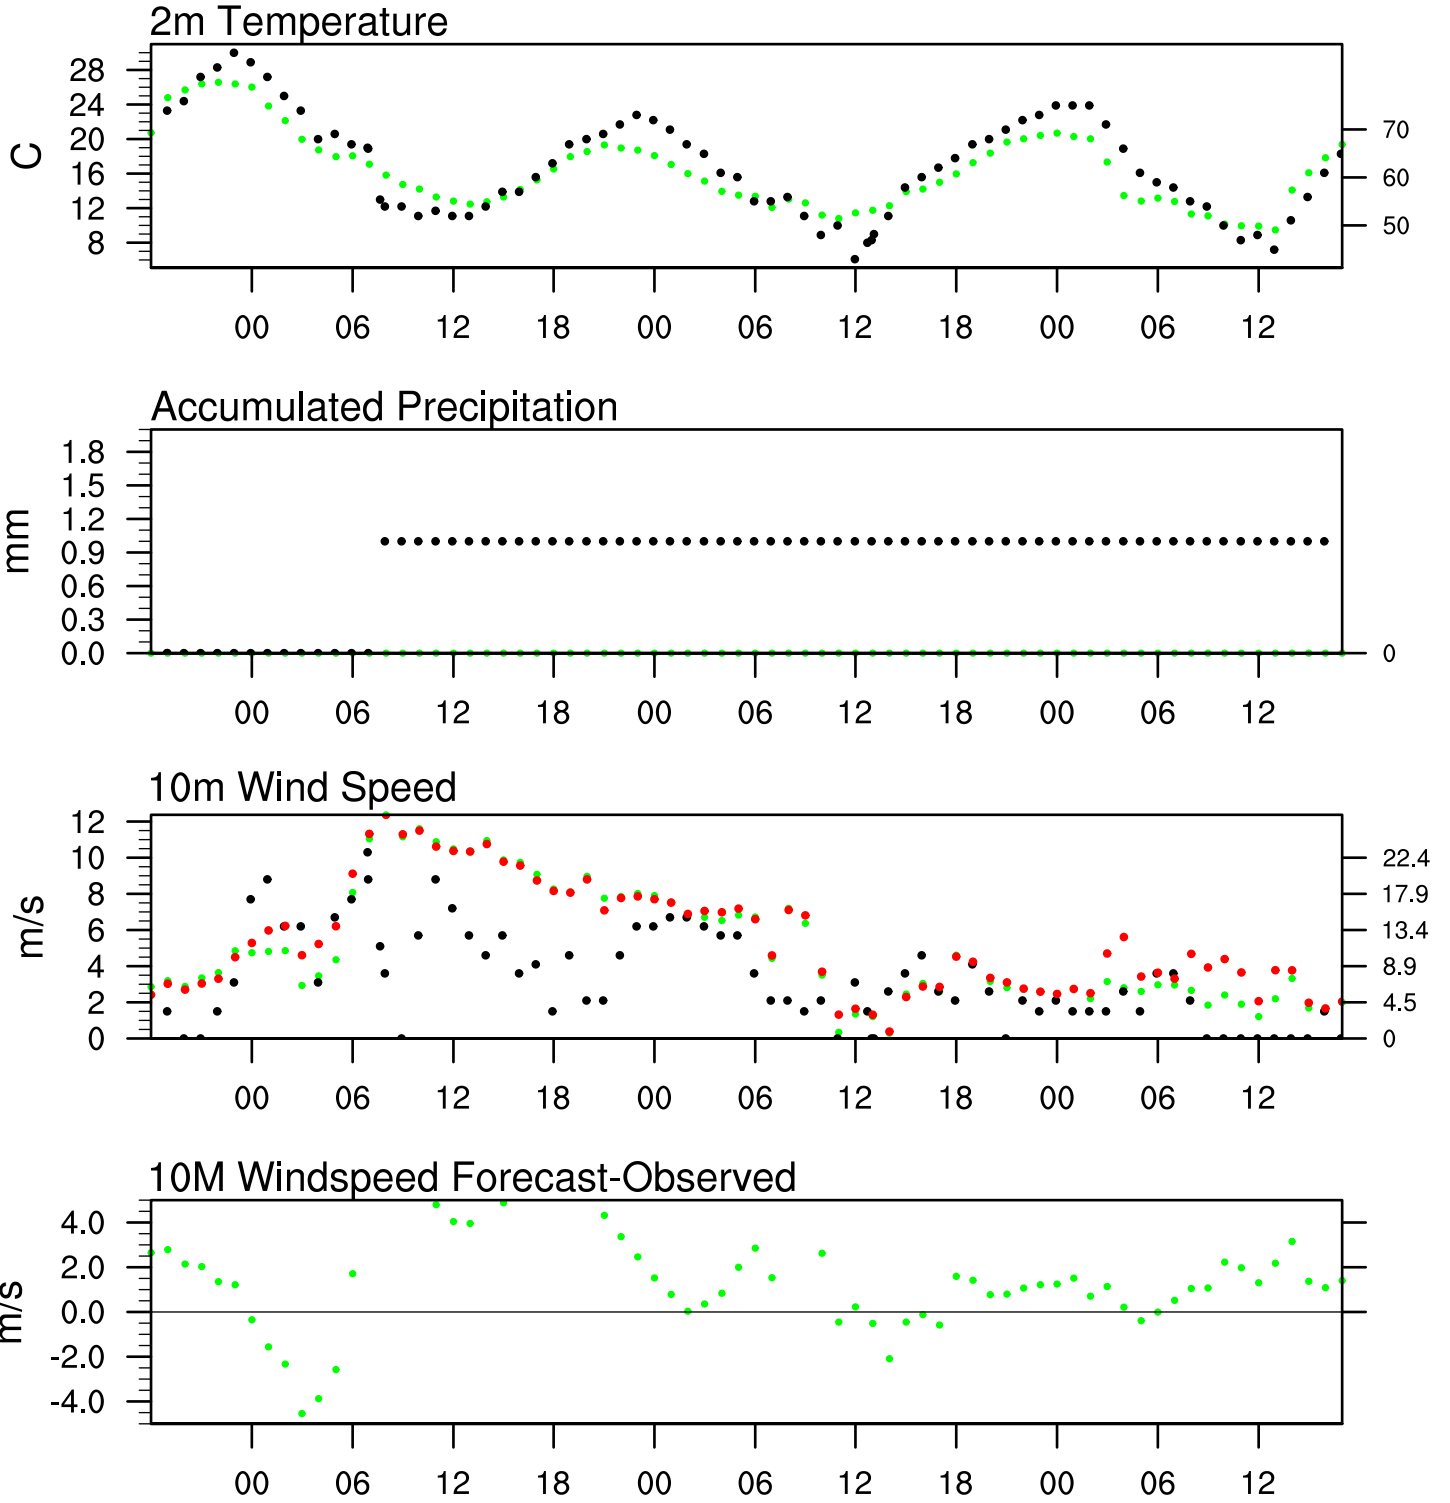 2m Temperature
28
24
20
16
12
8
C
70
60
50
00 06 12 18 00 06 12 18 00 06 12
Accumulated Precipitation
1.8
1.5
1.2
0.9
0.6
0.3
0.0
mm
0
00 06 12 18 00 06 12 18 00 06 12
10m Wind Speed
12
10
8
6
4
2
0
m/s
22.4
17.9
13.4
8.9
4.5
0
00 06 12 18 00 06 12 18 00 06 12
10M Windspeed Forecast-Observed
4.0
2.0
0.0
-2.0
-4.0
m/s
00 06 12 18 00 06 12 18 00 06 12